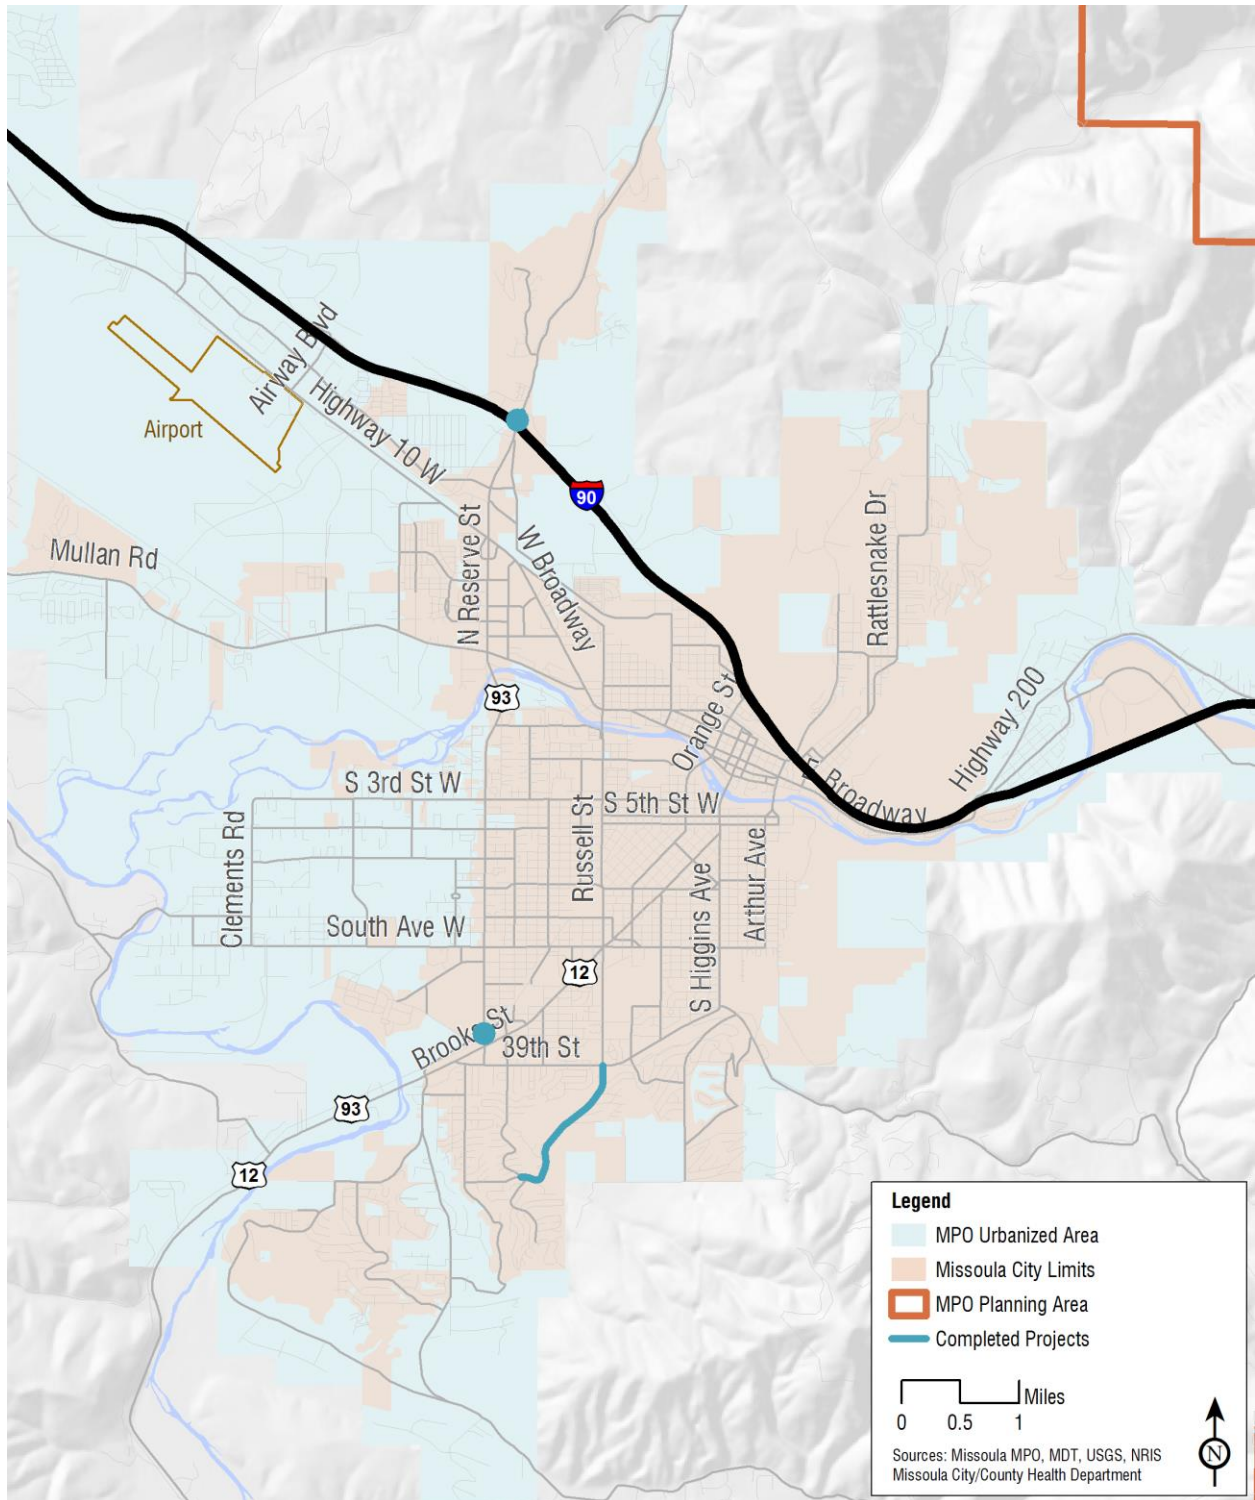 Airway Blvd
Highway 10 W
Airport
90
Mullan Rd
N Reserve St
W Broadway
Rattlesnake Dr
93
Orange St
Highway 200
E Broadway
S 3rd St W
S 5th St W
Clements Rd
Russell St
Arthur Ave
S Higgins Ave
South Ave W
12
Brooks St
39th St
93
12
Legend
MPO Urbanized Area
Missoula City Limits
MPO Planning Area
Completed Projects
Miles
0 0.5 1
Sources: Missoula MPO, MDT, USGS, NRIS
Missoula City/County Health Department
N